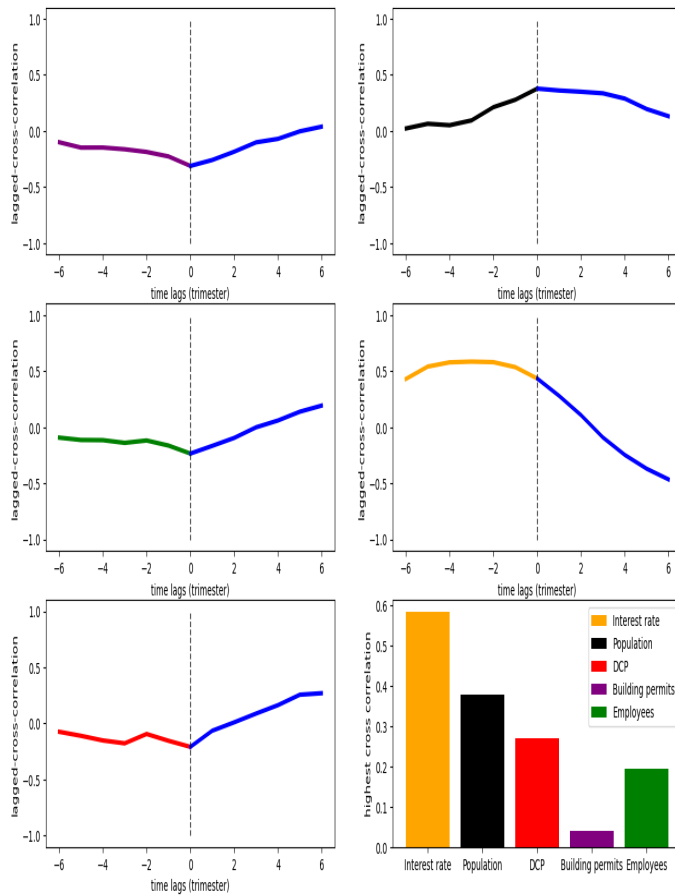 1.0
0.5
0.0
−0.5
−1.0
lagged-cross-correlation
−6 −4 −2 0 2 4 6
time lags (trimester)
1.0
0.5
0.0
−0.5
−1.0
lagged-cross-correlation
−6 −4 −2 0 2 4 6
time lags (trimester)
1.0
0.5
0.0
−0.5
−1.0
lagged-cross-correlation
−6 −4 −2 0 2 4 6
time lags (trimester)
1.0
0.5
0.0
−0.5
−1.0
lagged-cross-correlation
−6 −4 −2 0 2 4 6
time lags (trimester)
1.0
0.5
0.0
−0.5
−1.0
lagged-cross-correlation
−6 −4 −2 0 2 4 6
time lags (trimester)
0.6
0.5
0.4
0.3
0.2
0.1
0.0
highest cross correlation
Interest rate
Population
DCP
Building permits
Employees
Interest rate Population DCP Building permits Employees